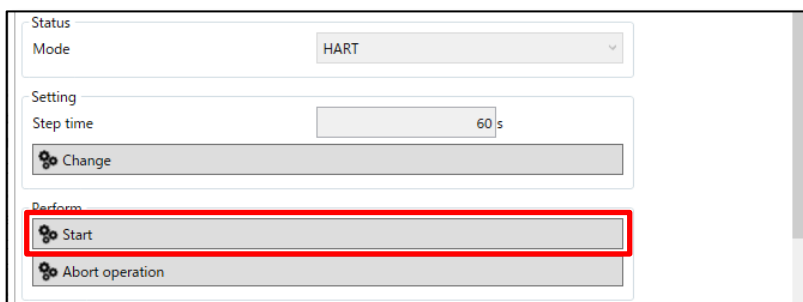 Status
Mode HART
Setting
Step time 60 s
Change
Perform
Start
Abort operation